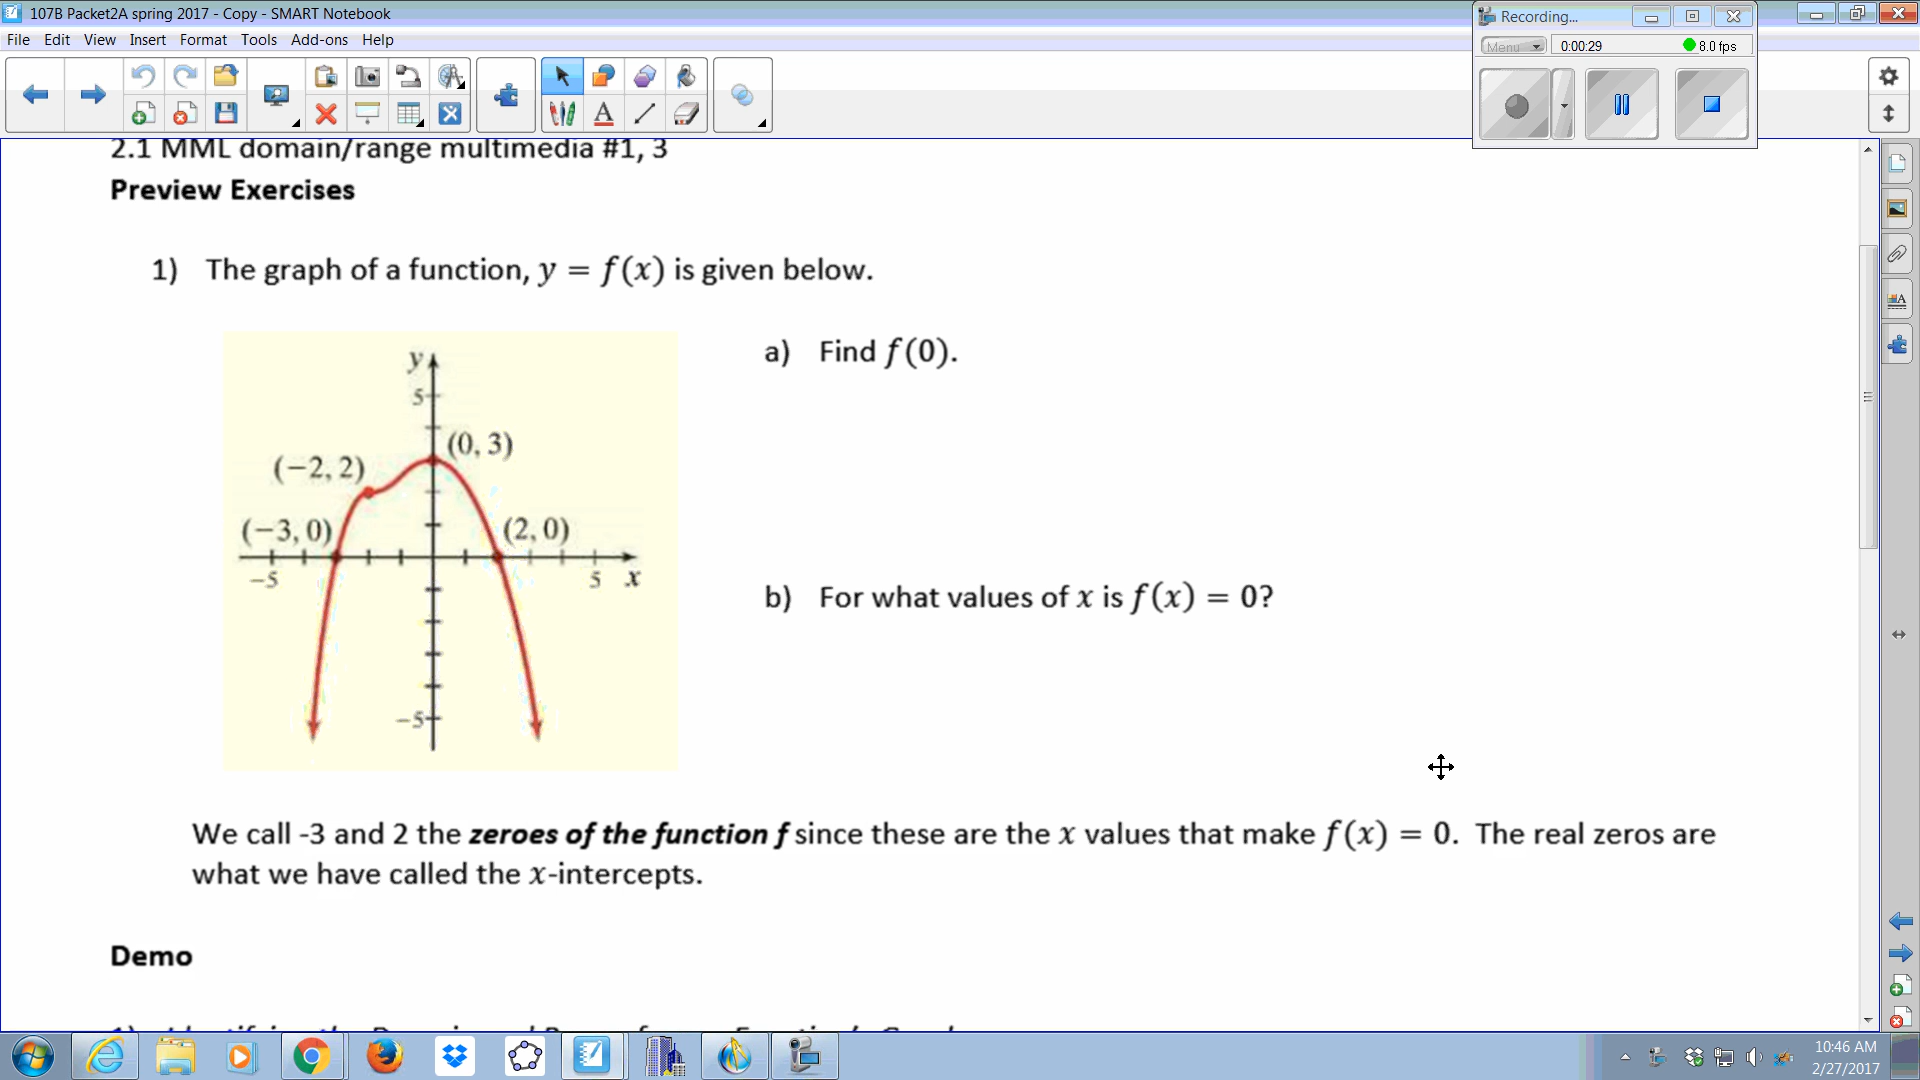 107B Packet2A spring 2017 - Copy - SMART Notebook
Recording...
File Edit View Insert Format Tools Add-ons Help
Menu 0:00:29 8.0 fps
2.1 MML domain/range multimedia #1, 3
Preview Exercises
1) The graph of a function, y = f(x) is given below.
a) Find f(0).
y
5
(0, 3)
(−2, 2)
(−3, 0)
(2, 0)
−5
5
x
−5
b) For what values of x is f(x) = 0?
We call -3 and 2 the zeroes of the function f since these are the x values that make f(x) = 0. The real zeros are
what we have called the x-intercepts.
Demo
10:46 AM
2/27/2017